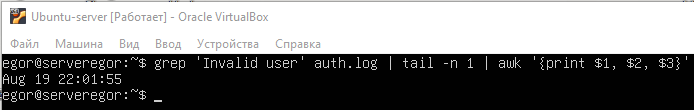 Ubuntu-server [Работает] - Oracle VirtualBox
Файл Машина Вид Ввод Устройства Справка
egor@serveregor:~$ grep 'Invalid user' auth.log | tail -n 1 | awk '{print $1, $2, $3}'
Aug 19 22:01:55
egor@serveregor:~$ _